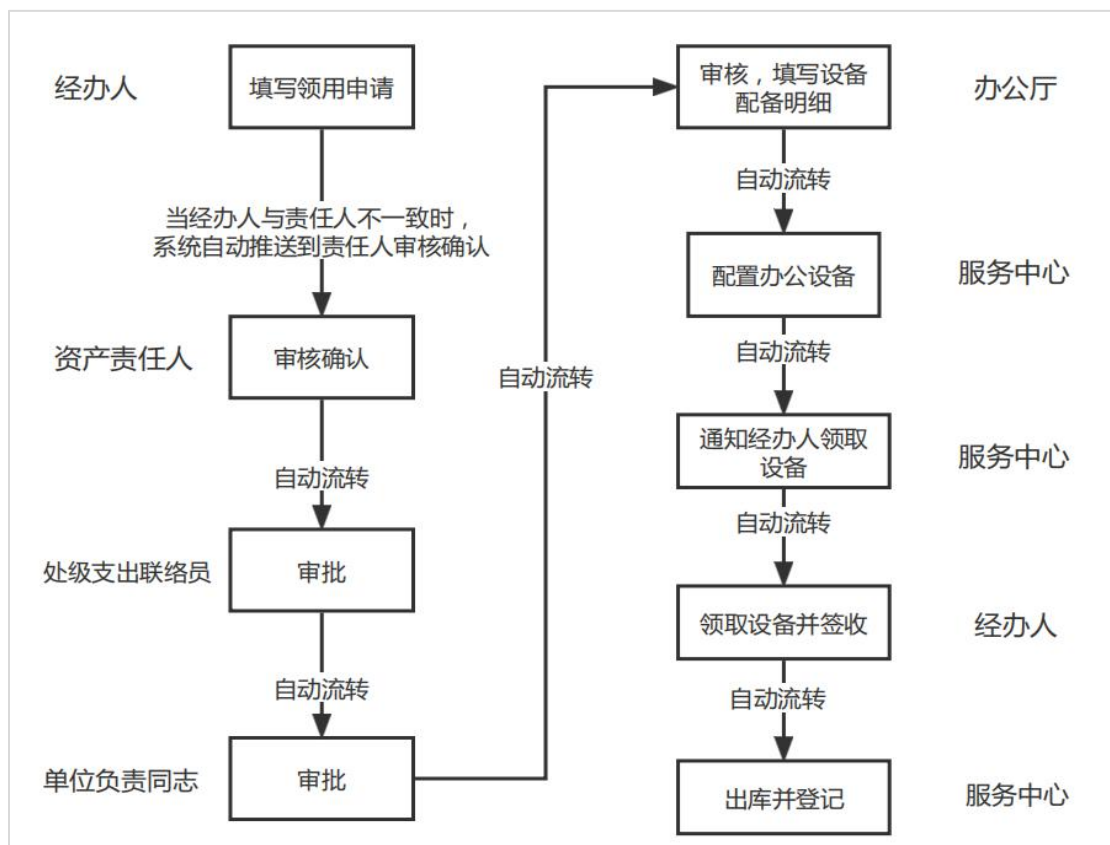 经办人
填写领用申请
当经办人与责任人不一致时，
系统自动推送到责任人审核确认
资产责任人
审核确认
自动流转
处级支出联络员
审批
自动流转
单位负责同志
审批
自动流转
审核，填写设备
配备明细
办公厅
自动流转
配置办公设备
服务中心
自动流转
通知经办人领取
设备
服务中心
自动流转
领取设备并签收
经办人
自动流转
出库并登记
服务中心